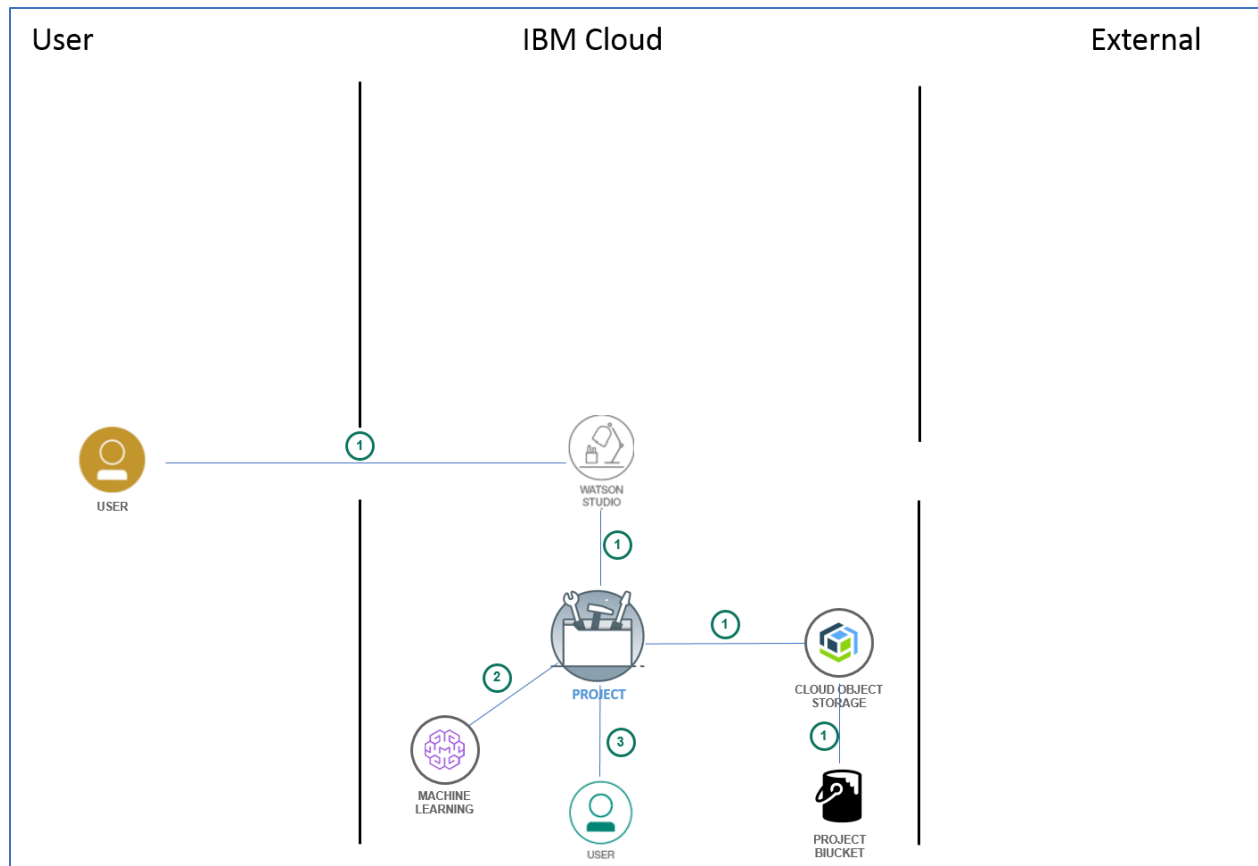 User
IBM Cloud
External
1
USER
WATSON
STUDIO
1
1
PROJECT
CLOUD OBJECT
STORAGE
2
3
1
MACHINE
LEARNING
USER
PROJECT
BIUCKET